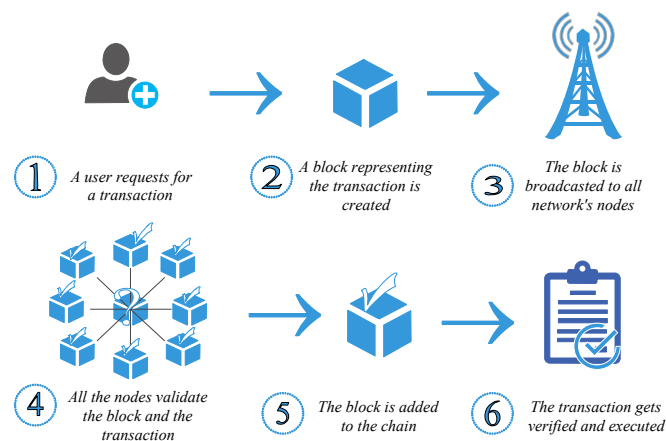 1
A user requests for
a transaction
2
A block representing
the transaction is
created
3
The block is
broadcasted to all
network's nodes
?
4
All the nodes validate
the block and the
transaction
5
The block is added
to the chain
6
The transaction gets
verified and executed